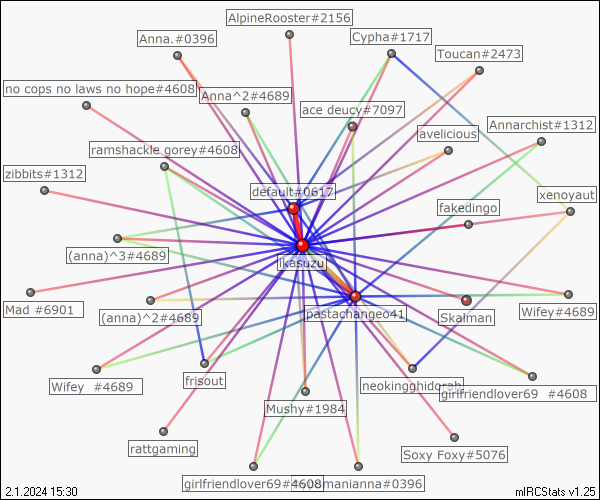 AlpineRooster#2156
Anna.#0396
Cypha#1717
Toucan#2473
no cops no laws no hope#4608
Anna^2#4689
ace deucy#7097
Annarchist#1312
avelicious
ramshackle gorey#4608
zibbits#1312
default#0617
xenoyaut
fakedingo
(anna)^3#4689
ikasuzu
Mad #6901
(anna)^2#4689
pastachangeo41
Skalman
Wifey#4689
Wifey #4689
frisout
neokingghidorah
girlfriendlover69 #4608
Mushy#1984
rattgaming
Soxy Foxy#5076
girlfriendlover69#4608
manianna#0396
2.1.2024 15:30
mIRCStats v1.25